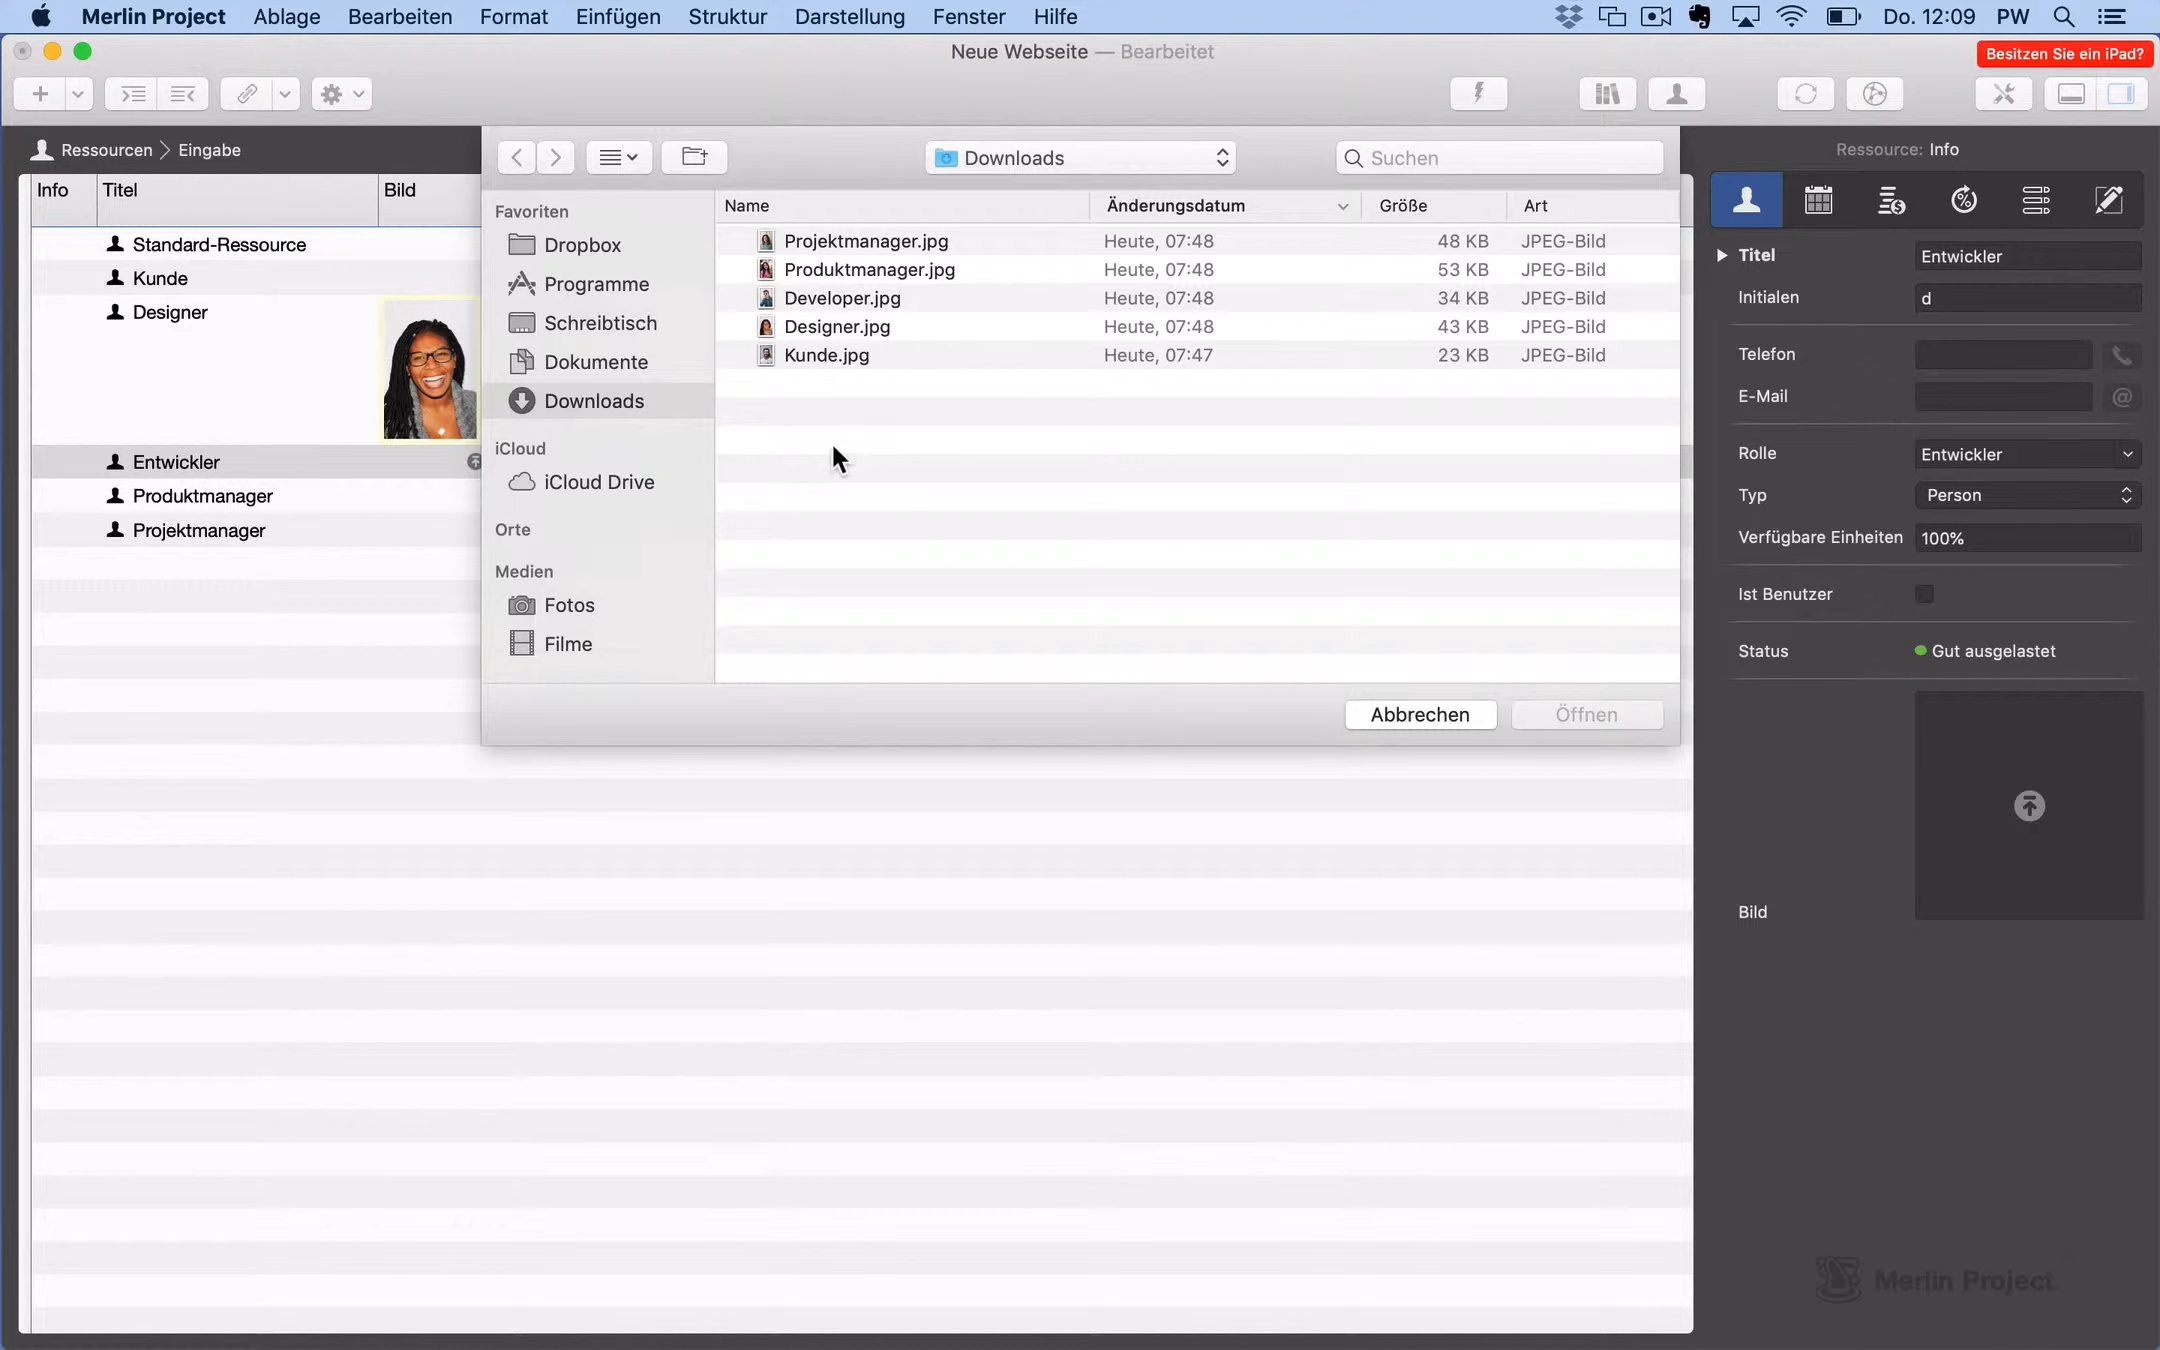 Merlin Project Ablage Bearbeiten Format Einfügen Struktur Darstellung Fenster Hilfe Do. 12:09 PW
Neue Webseite — Bearbeitet
Besitzen Sie ein iPad?
Ressourcen > Eingabe
Info Titel Bild
Standard-Ressource
Kunde
Designer
Entwickler
Produktmanager
Projektmanager
Downloads
Suchen
Favoriten
Dropbox
Programme
Schreibtisch
Dokumente
Downloads
iCloud
iCloud Drive
Orte
Medien
Fotos
Filme
Name Änderungsdatum Größe Art
Projektmanager.jpg Heute, 07:48 48 KB JPEG-Bild
Produktmanager.jpg Heute, 07:48 53 KB JPEG-Bild
Developer.jpg Heute, 07:48 34 KB JPEG-Bild
Designer.jpg Heute, 07:48 43 KB JPEG-Bild
Kunde.jpg Heute, 07:47 23 KB JPEG-Bild
Abbrechen Öffnen
Ressource: Info
Titel Entwickler
Initialen d
Telefon
E-Mail @
Rolle Entwickler
Typ Person
Verfügbare Einheiten 100%
Ist Benutzer
Status Gut ausgelastet
Bild
Merlin Project